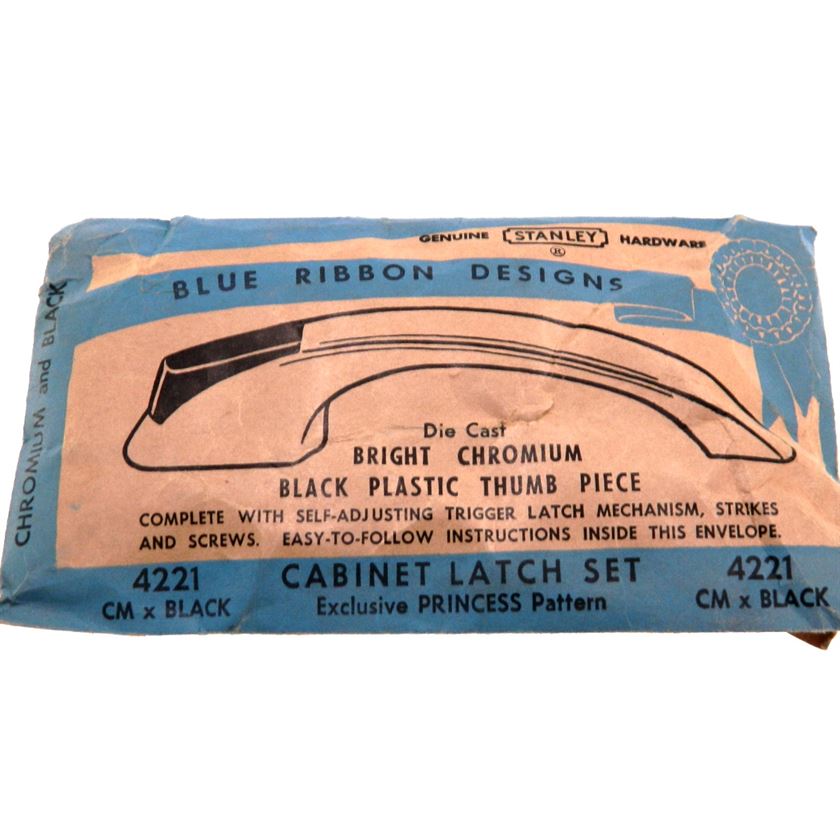 GENUINE STANLEY HARDWARE
®
BLUE RIBBON DESIGNS
CHROMIUM and BLACK
Die Cast
BRIGHT CHROMIUM
BLACK PLASTIC THUMB PIECE
COMPLETE WITH SELF-ADJUSTING TRIGGER LATCH MECHANISM, STRIKES
AND SCREWS. EASY-TO-FOLLOW INSTRUCTIONS INSIDE THIS ENVELOPE.
4221 CABINET LATCH SET 4221
CM x BLACK Exclusive PRINCESS Pattern CM x BLACK